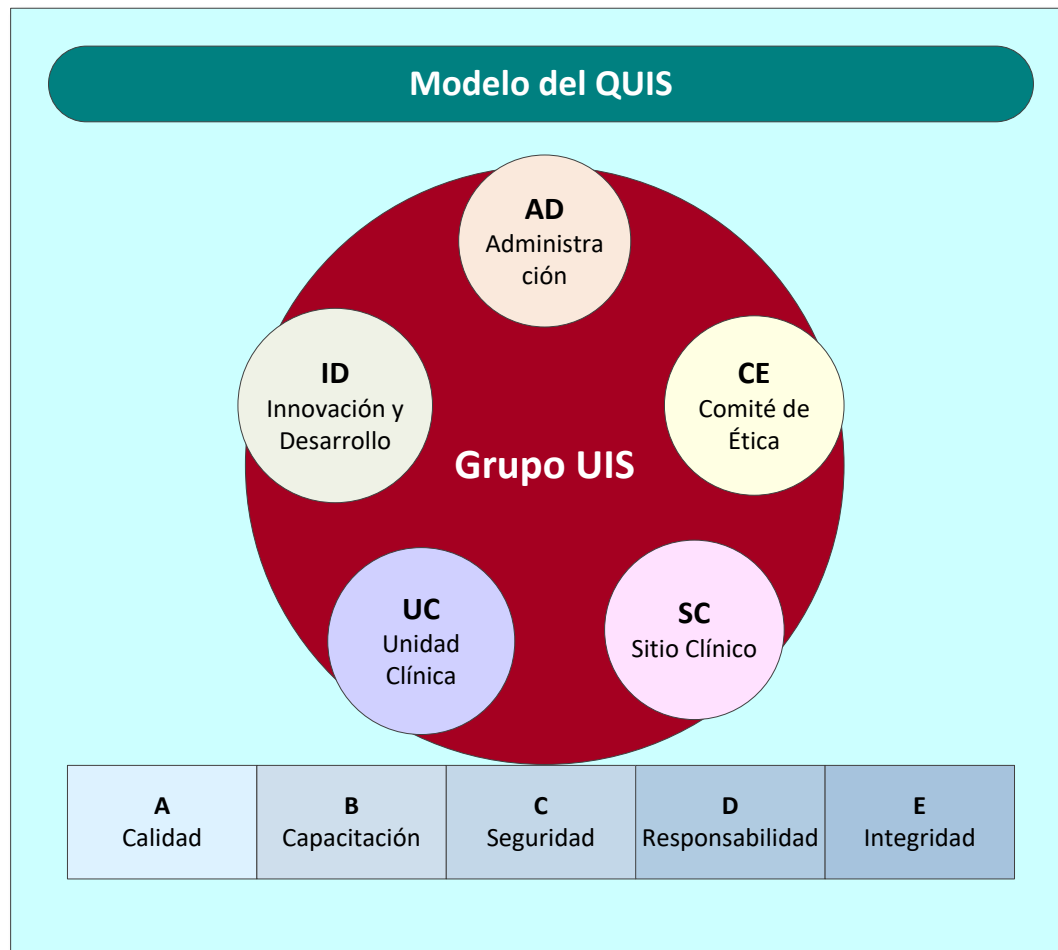 Modelo del QUIS
AD
Administra
ción
ID
Innovación y
Desarrollo
CE
Comité de
Ética
Grupo UIS
UC
Unidad
Clínica
SC
Sitio Clínico
A
Calidad
B
Capacitación
C
Seguridad
D
Responsabilidad
E
Integridad